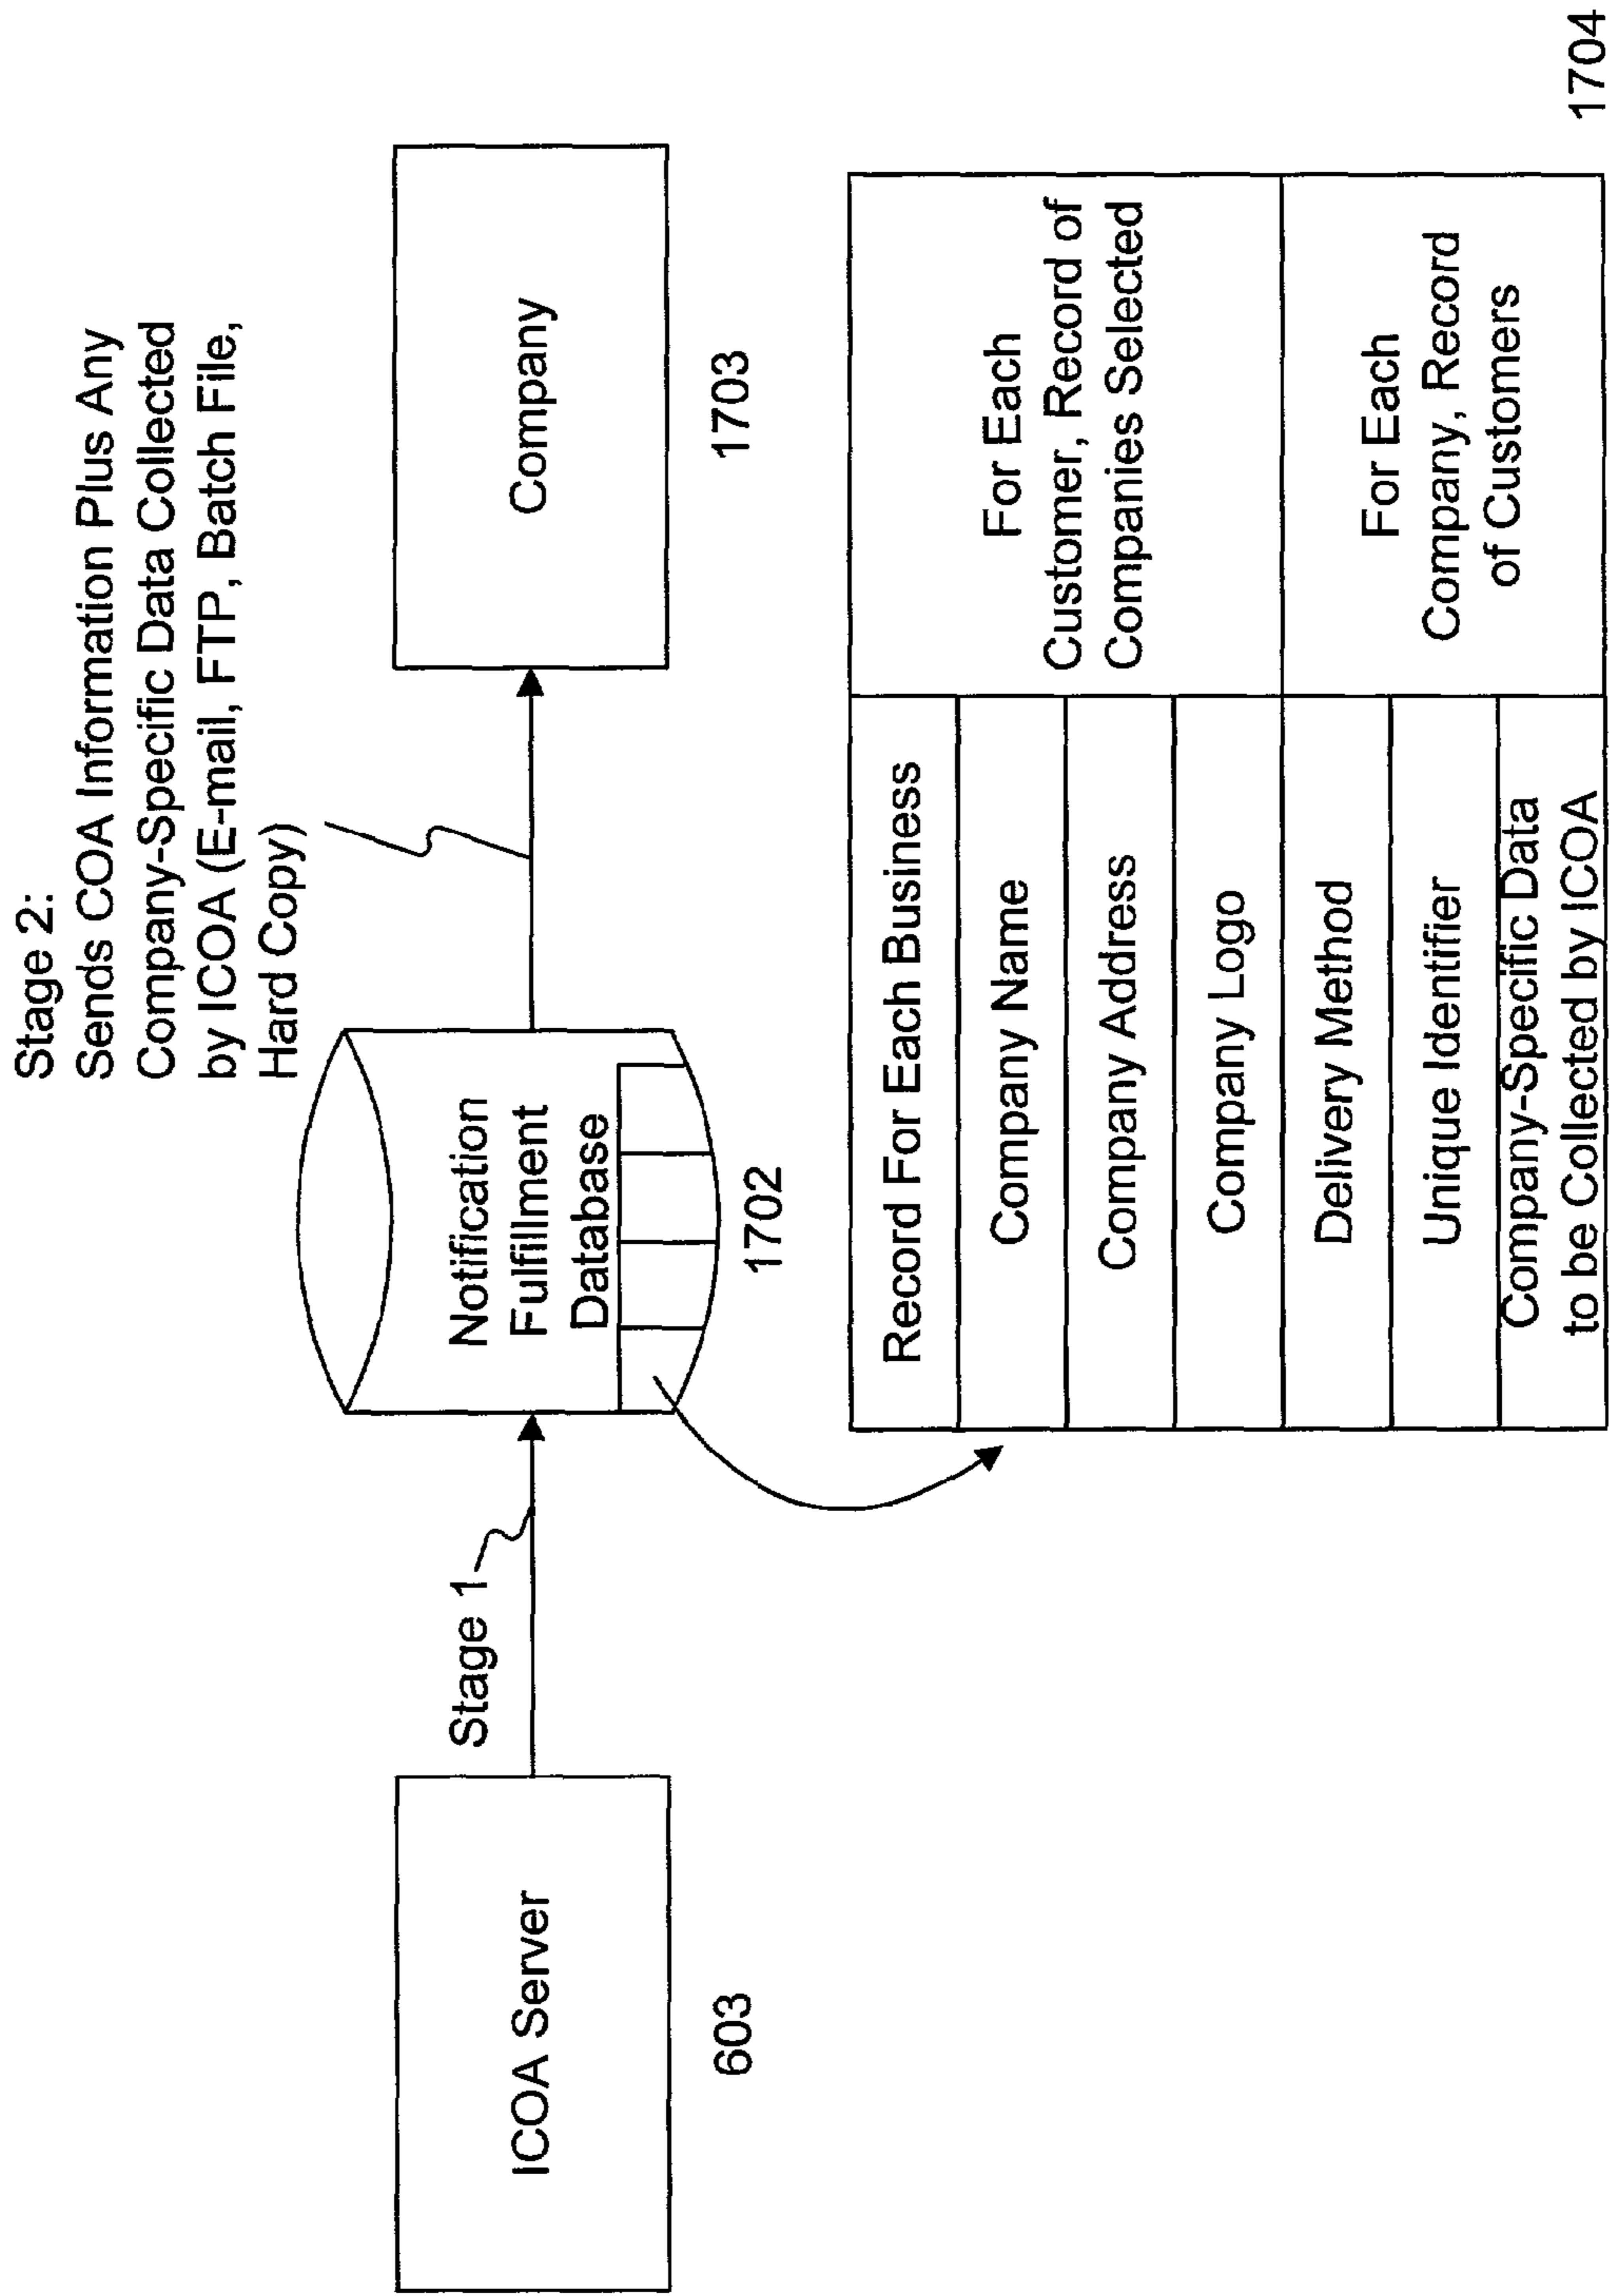 Stage 2:
Sends COA Information Plus Any
Company-Specific Data Collected
by ICOA (E-mail, FTP, Batch File,
Hard Copy)
Stage 1
ICOA Server
603
Notification
Fulfillment
Database
1702
Company
1703
Record For Each Business
Company Name
Company Address
Company Logo
Delivery Method
Unique Identifier
Company-Specific Data
to be Collected by ICOA
For Each
Customer, Record of
Companies Selected
For Each
Company, Record
of Customers
1704